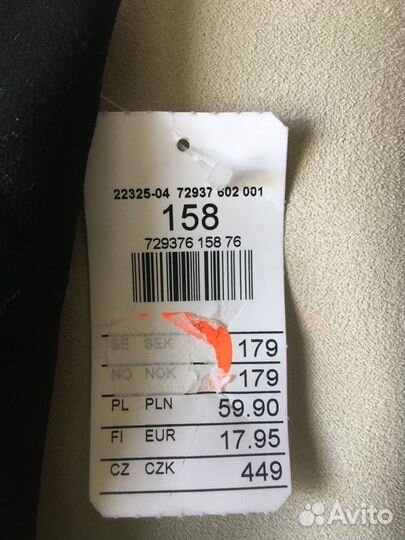 22325-04 72937 602 001
158
729376 158 76
SE SEK 179
NO NOK 179
PL PLN 59.90
FI EUR 17.95
CZ CZK 449
Avito